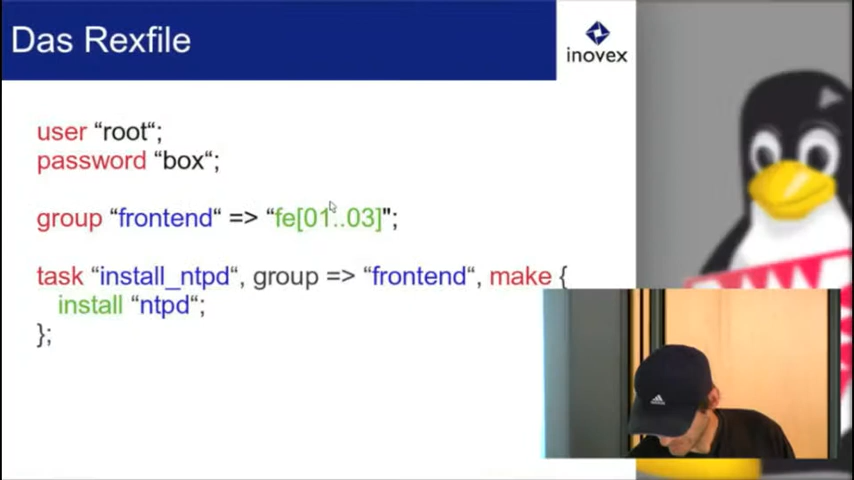 Das Rexfile
inovex
user “root“;
password “box“;
group “frontend“ => “fe[01..03]";
task “install_ntpd“, group => “frontend“, make {
install “ntpd“;
};